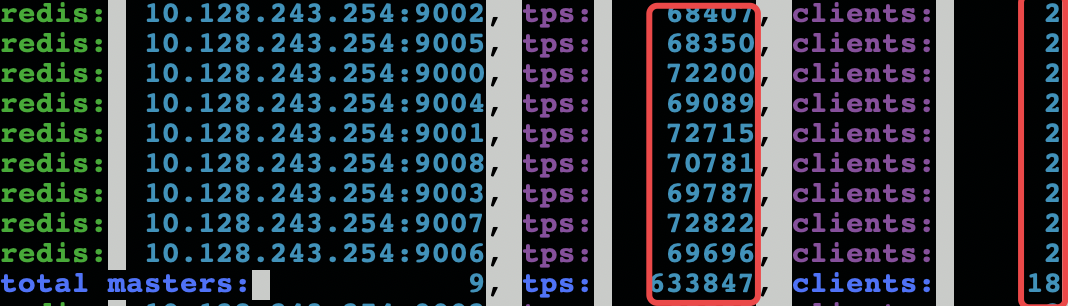 redis: 10.128.243.254:9002, tps: 68407, clients: 2
redis: 10.128.243.254:9005, tps: 68350, clients: 2
redis: 10.128.243.254:9000, tps: 72200, clients: 2
redis: 10.128.243.254:9004, tps: 69089, clients: 2
redis: 10.128.243.254:9001, tps: 72715, clients: 2
redis: 10.128.243.254:9008, tps: 70781, clients: 2
redis: 10.128.243.254:9003, tps: 69787, clients: 2
redis: 10.128.243.254:9007, tps: 72822, clients: 2
redis: 10.128.243.254:9006, tps: 69696, clients: 2
total masters: 9, tps: 633847, clients: 18